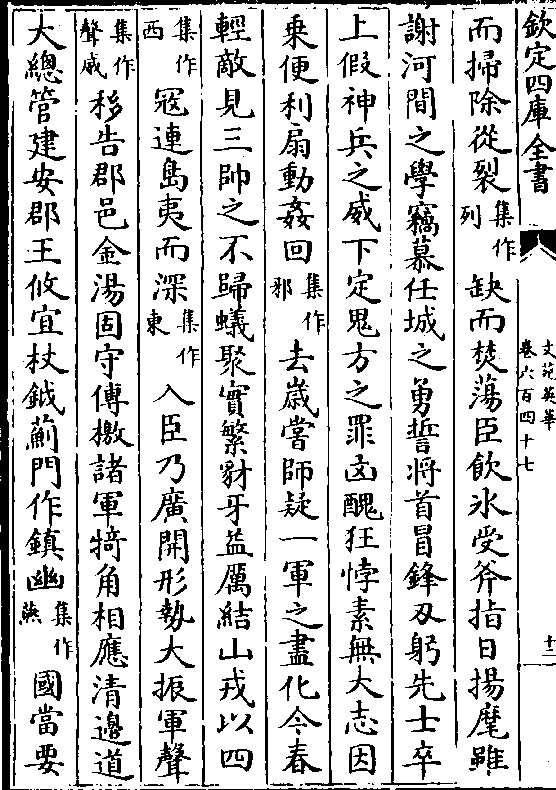 欽定四庫全書
文苑英華
卷六百四十七
十二
而掃除從裂集作列缺而焚蕩臣飲氷受斧指日揚麾雖
謝河間之學竊慕任城之勇誓將首冒鋒刄躬先士卒
上假神兵之威下定鬼方之罪凶醜狂悖素無大志因
乗便利扇動姦回集作邪去嵗嘗師疑一軍之盡化今春
輕敵見三帥之不歸蟻聚實繁豺牙益厲結山戎以四
集作西宼連島夷而深集作東入臣乃廣開形勢大振軍聲
集作聲威移告郡邑金湯固守傳檄諸軍犄角相應清邊道
大總管建安郡王攸宜杖鉞薊門作鎮幽集作燕國當要